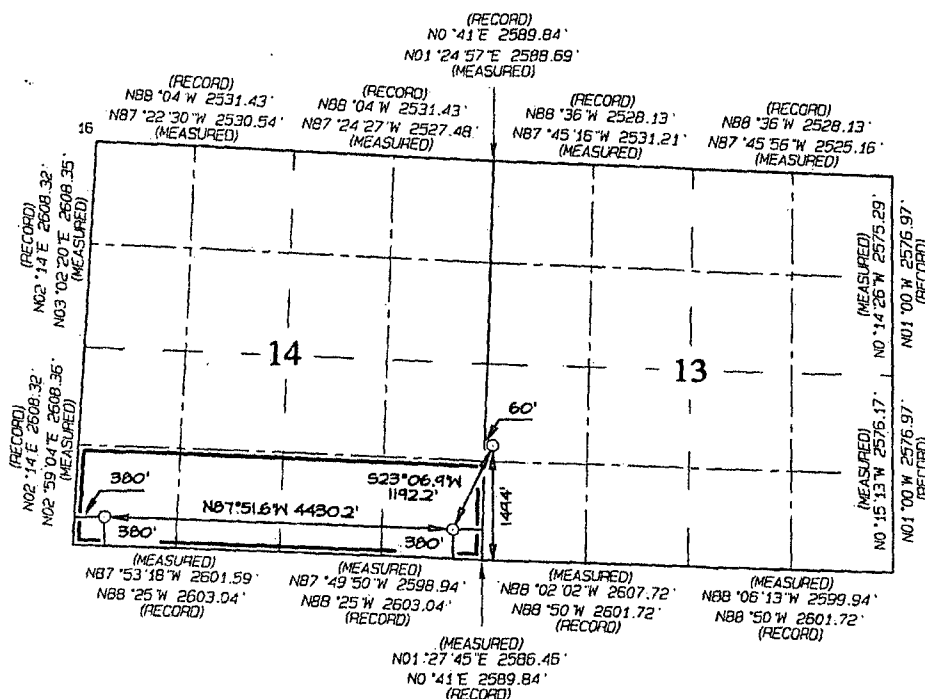 (RECORD)
N0 °41'E 2589.84'
N01 °24'57"E 2588.69'
(MEASURED)
(RECORD)
N88 °04'W 2531.43'
N87 °22'30"W 2530.54'
(MEASURED)
(RECORD)
N88 °04'W 2531.43'
N87 °24'27"W 2527.48'
(MEASURED)
(RECORD)
N88 °36'W 2528.13'
N87 °45'16"W 2531.21'
(MEASURED)
(RECORD)
N88 °36'W 2528.13'
N87 °45'56"W 2525.16'
(MEASURED)
16
(RECORD)
N02 °14'E 2608.32'
N03 °02'20"E 2608.35'
(MEASURED)
(MEASURED)
N0 °14'26"W 2575.29'
N01 °00'W 2576.97'
(RECORD)
14
13
(RECORD)
N02 °14'E 2608.32'
N02 °59'04"E 2608.36'
(MEASURED)
(MEASURED)
N0 °15'13"W 2576.17'
N01 °00'W 2576.97'
(RECORD)
60'
S23°06.9'W
1192.2'
1494'
380'
N87°51.6'W 4430.2'
380'
380'
(MEASURED)
N87 °53'18"W 2601.59'
N88 °25'W 2603.04'
(RECORD)
(MEASURED)
N87 °49'50"W 2598.94'
N88 °25'W 2603.04'
(RECORD)
(MEASURED)
N88 °02'02"W 2607.72'
N88 °50'W 2601.72'
(RECORD)
(MEASURED)
N88 °06'13"W 2599.94'
N88 °50'W 2601.72'
(RECORD)
(MEASURED)
N01 °27'45"E 2586.46'
N0 °41'E 2589.84'
(RECORD)